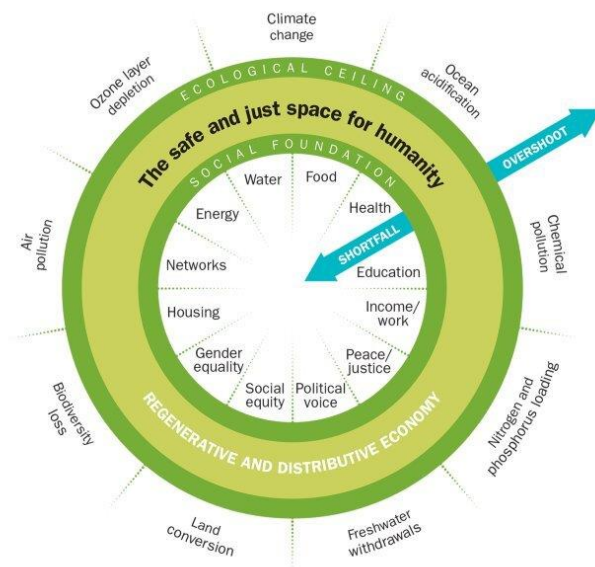 Climate
change
Ocean
acidification
Chemical
pollution
Nitrogen and
phosphorus loading
Freshwater
withdrawals
Land
conversion
Biodiversity
loss
Air
pollution
Ozone layer
depletion
ECOLOGICAL CEILING
The safe and just space for humanity
SOCIAL FOUNDATION
OVERSHOOT
SHORTFALL
Water
Food
Health
Education
Income/
work
Peace/
justice
Political
voice
Social
equity
Gender
equality
Housing
Networks
Energy
REGENERATIVE AND DISTRIBUTIVE ECONOMY